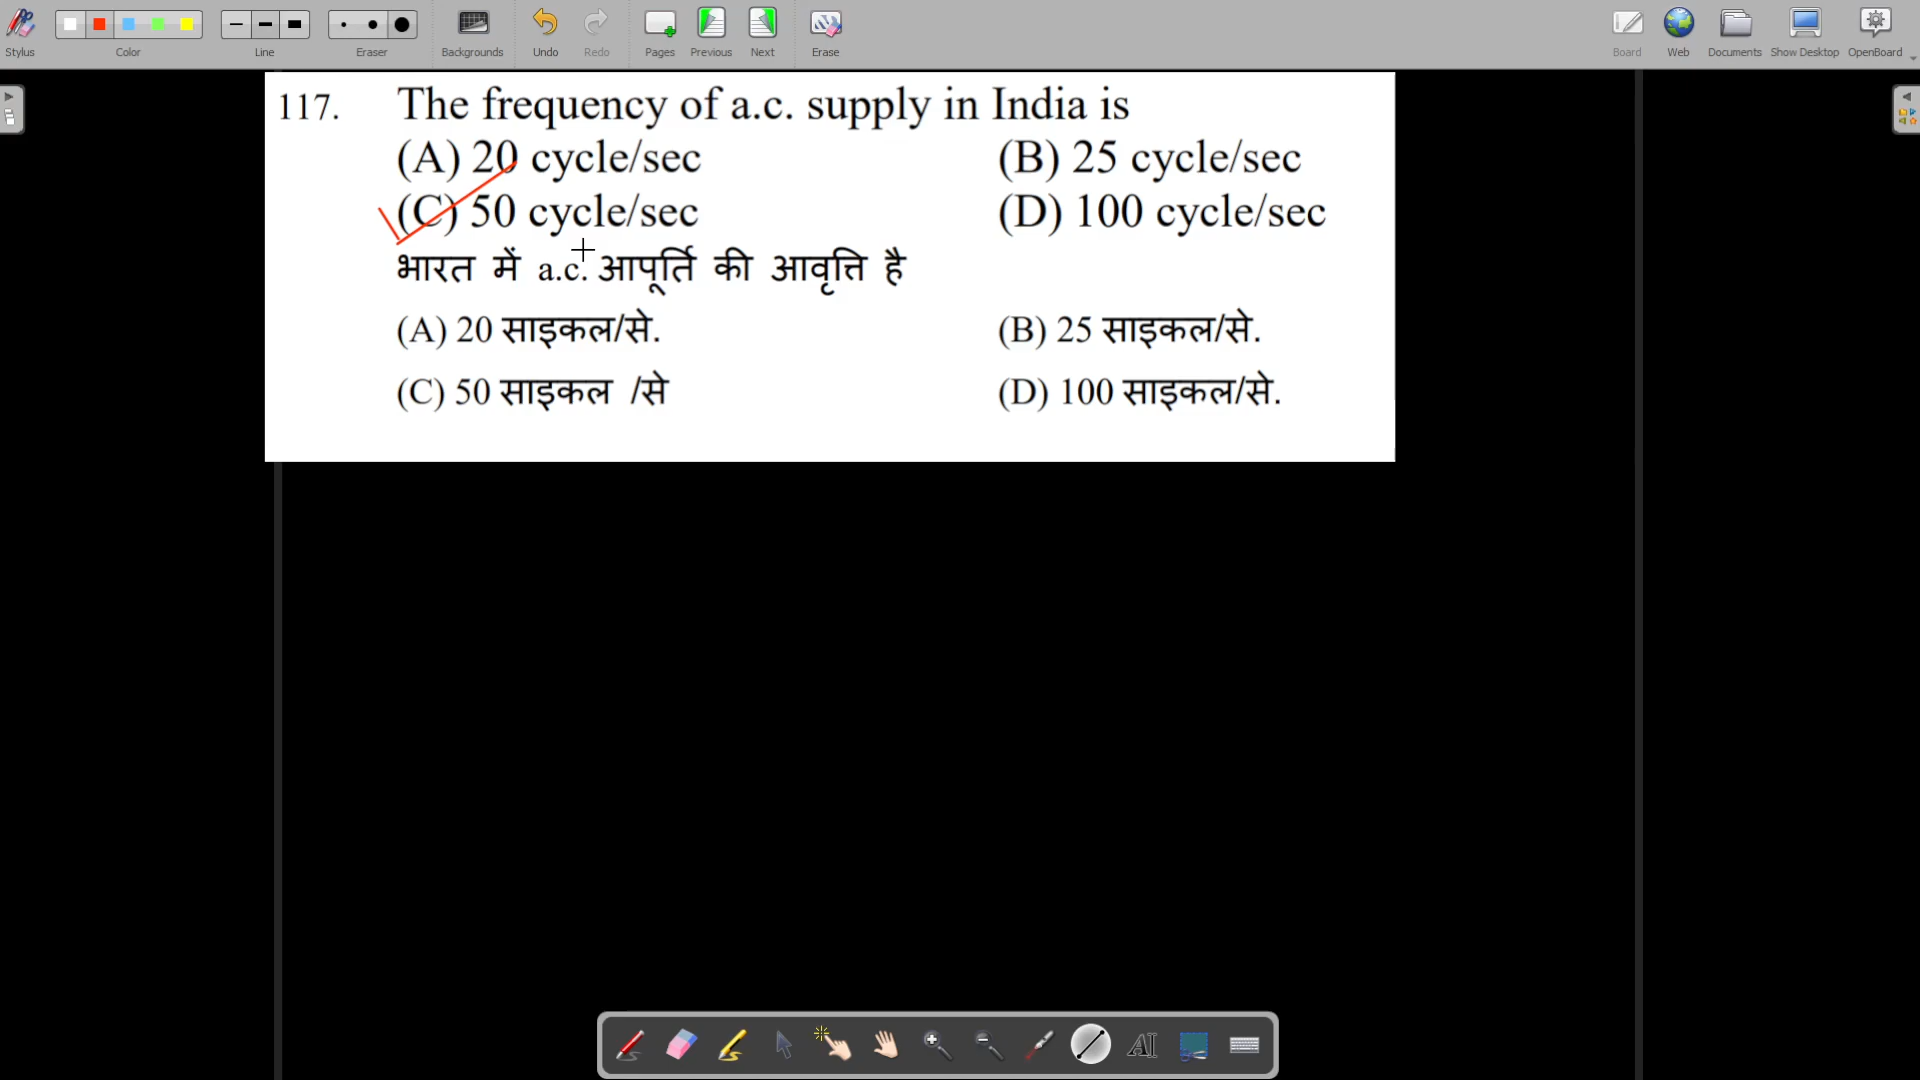 Stylus Color Line Eraser Backgrounds Undo Redo Pages Previous Next Erase Board Web Documents Show Desktop OpenBoard
117. The frequency of a.c. supply in India is
(A) 20 cycle/sec (B) 25 cycle/sec
(C) 50 cycle/sec (D) 100 cycle/sec
भारत में a.c. आपूर्ति की आवृत्ति है
(A) 20 साइकल/से. (B) 25 साइकल/से.
(C) 50 साइकल /से (D) 100 साइकल/से.
AI